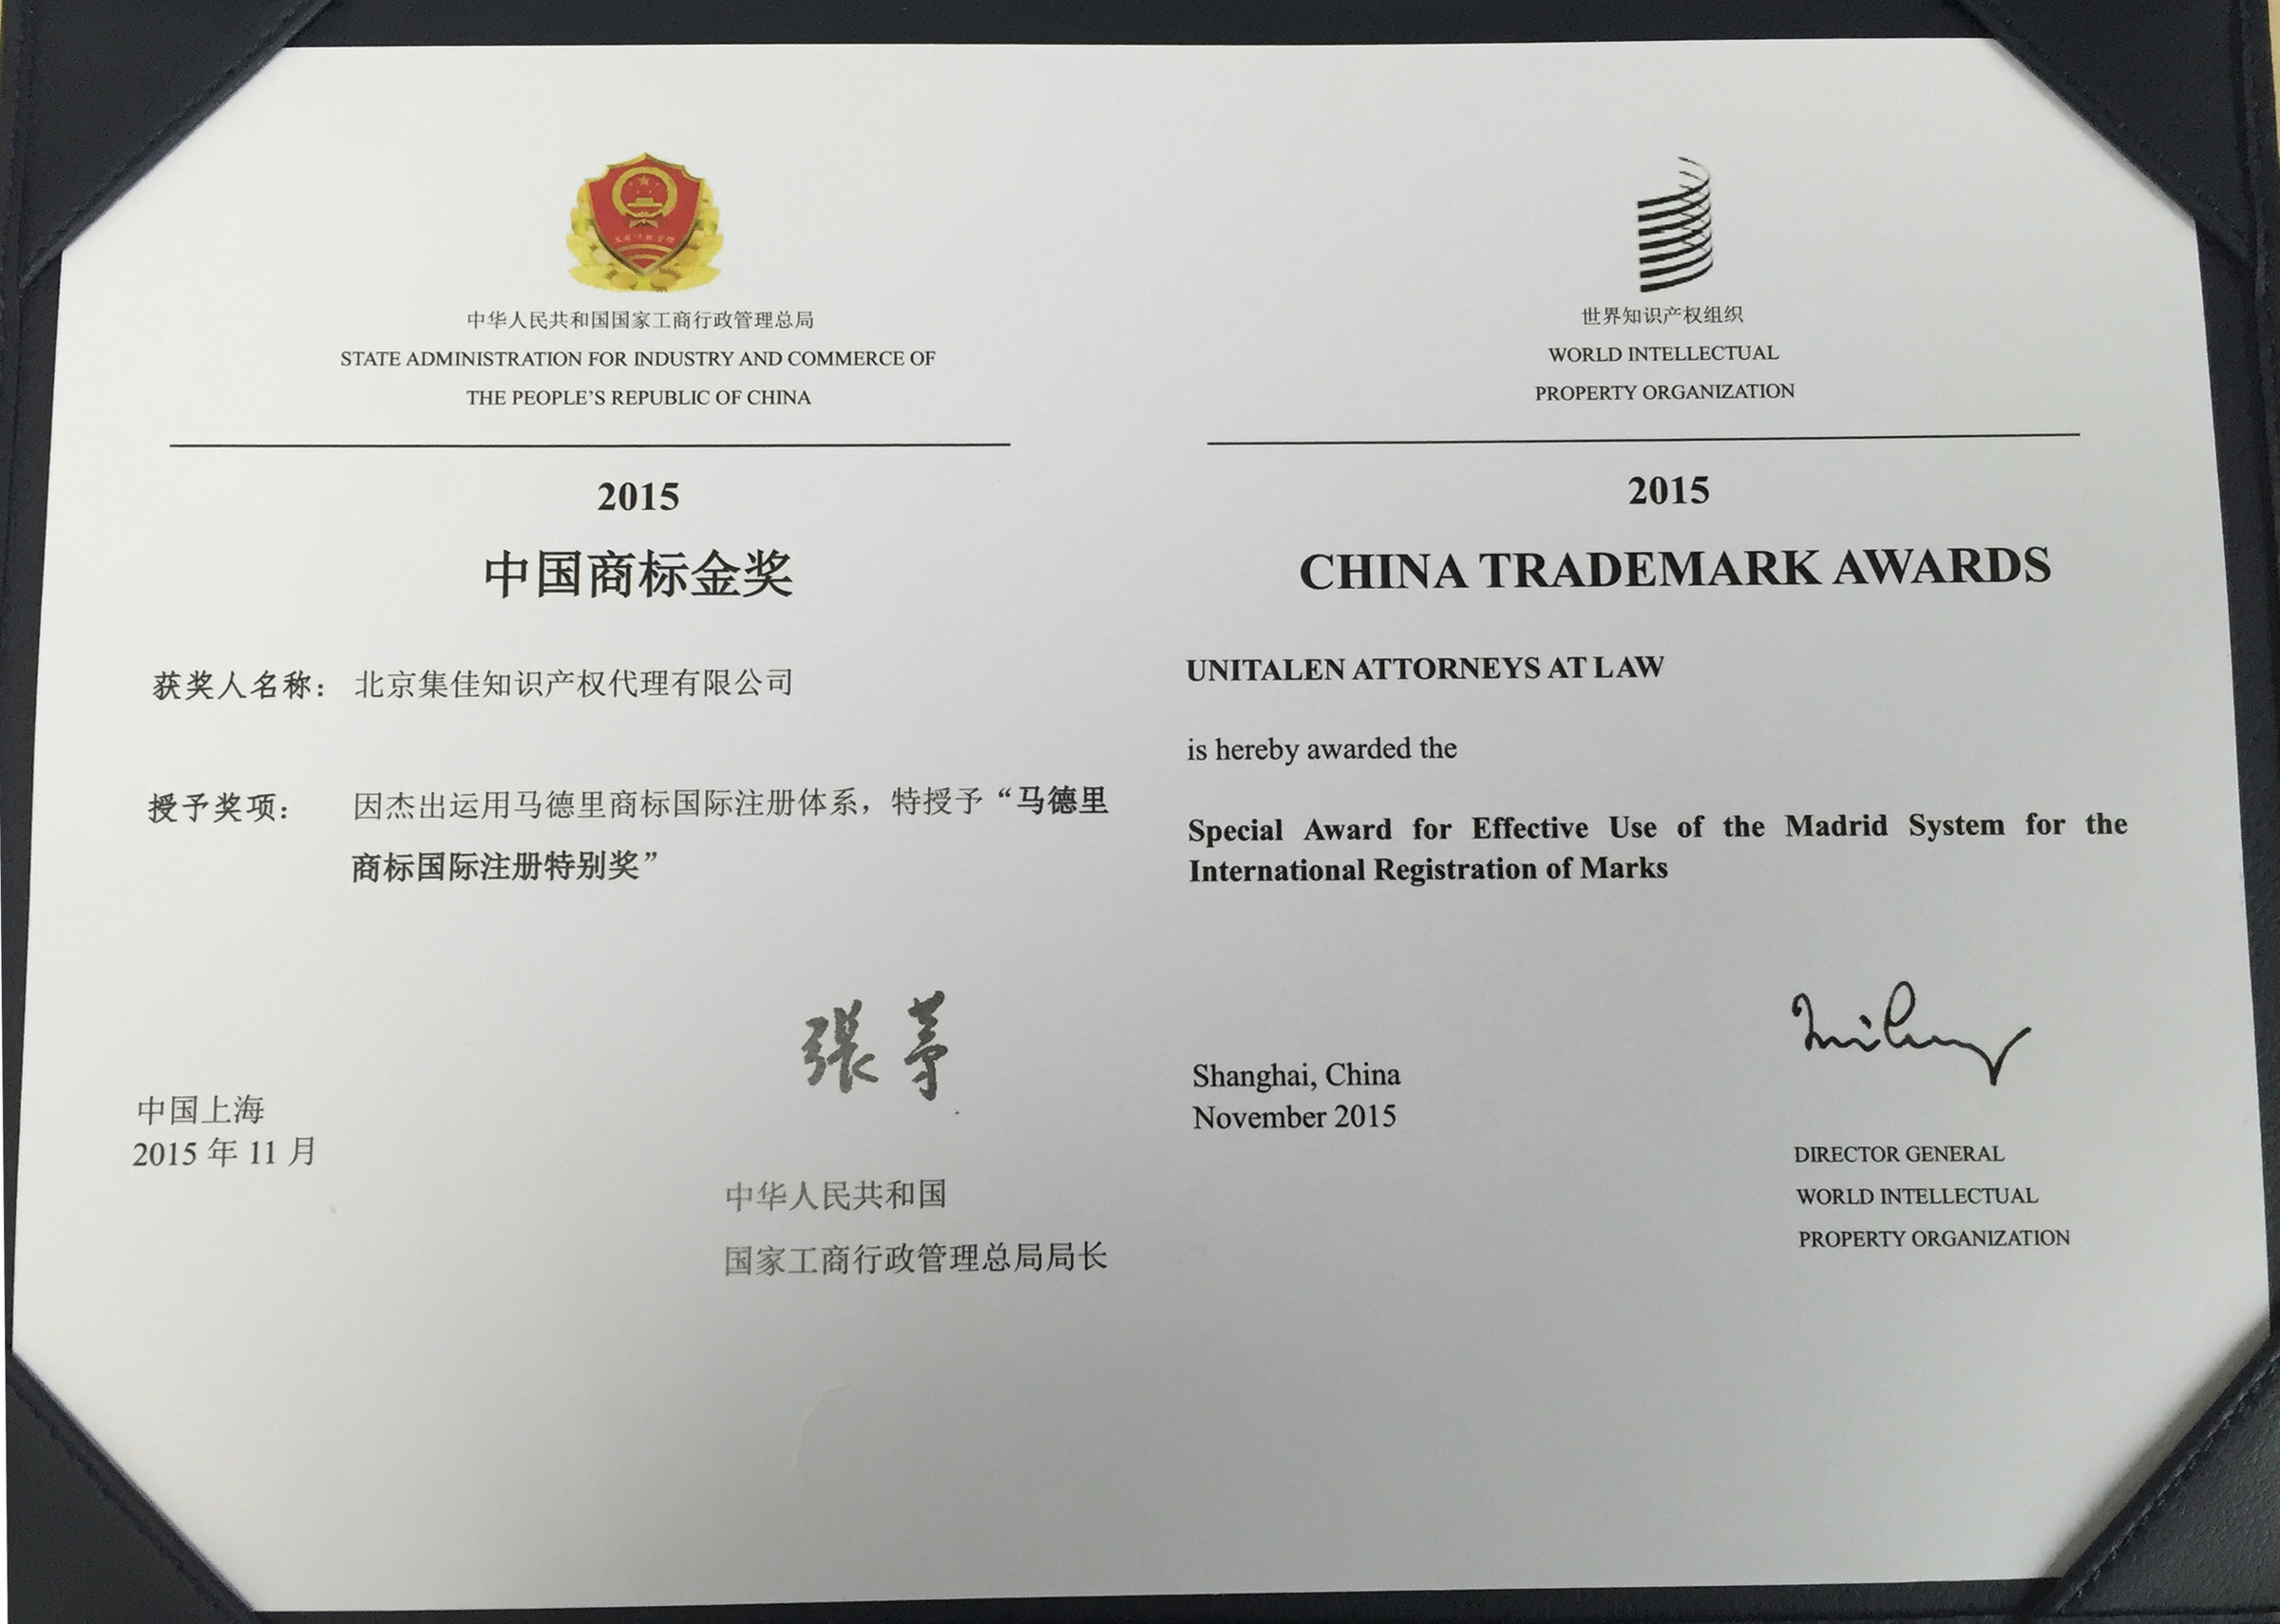 中华人民共和国国家工商行政管理总局
STATE ADMINISTRATION FOR INDUSTRY AND COMMERCE OF
THE PEOPLE'S REPUBLIC OF CHINA
2015
中国商标金奖
获奖人名称： 北京集佳知识产权代理有限公司
授予奖项： 因杰出运用马德里商标国际注册体系，特授予“马德里
商标国际注册特别奖”
張茅
中国上海
2015 年 11 月
中华人民共和国
国家工商行政管理总局局长
世界知识产权组织
WORLD INTELLECTUAL
PROPERTY ORGANIZATION
2015
CHINA TRADEMARK AWARDS
UNITALEN ATTORNEYS AT LAW
is hereby awarded the
Special Award for Effective Use of the Madrid System for the
International Registration of Marks
Shanghai, China
November 2015
DIRECTOR GENERAL
WORLD INTELLECTUAL
PROPERTY ORGANIZATION